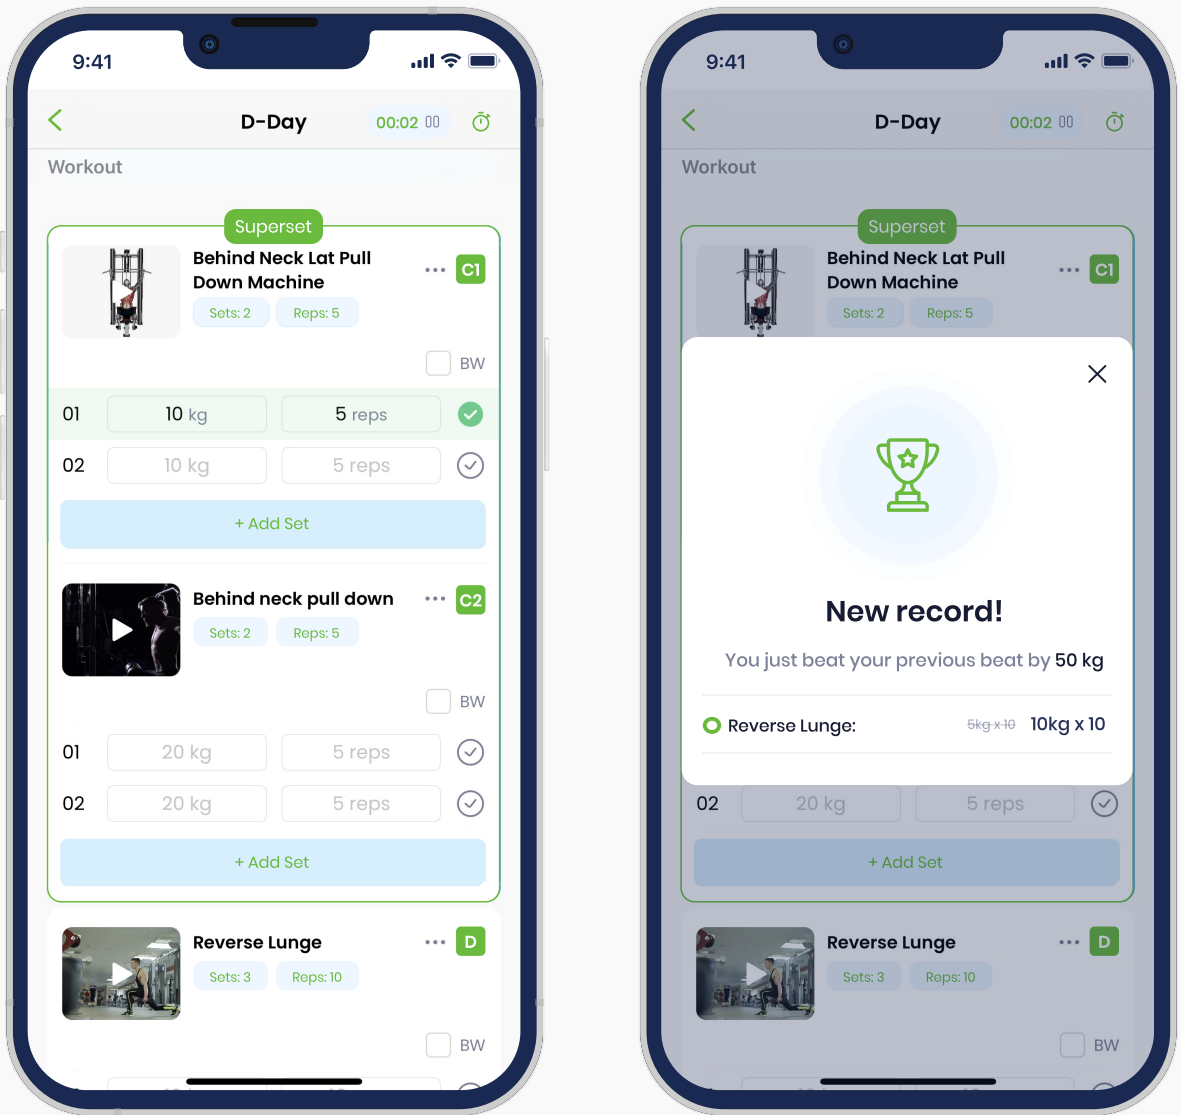 9:41
D-Day
00:02
Workout
Superset
Behind Neck Lat Pull
Down Machine
C1
Sets: 2
Reps: 5
BW
01
10 kg
5 reps
02
10 kg
5 reps
+ Add Set
Behind neck pull down
C2
Sets: 2
Reps: 5
BW
01
20 kg
5 reps
02
20 kg
5 reps
+ Add Set
Reverse Lunge
D
Sets: 3
Reps: 10
BW
9:41
D-Day
00:02
Workout
Superset
Behind Neck Lat Pull
Down Machine
C1
Sets: 2
Reps: 5
New record!
You just beat your previous beat by 50 kg
Reverse Lunge:
5kg x 10
10kg x 10
02
20 kg
5 reps
+ Add Set
Reverse Lunge
D
Sets: 3
Reps: 10
BW